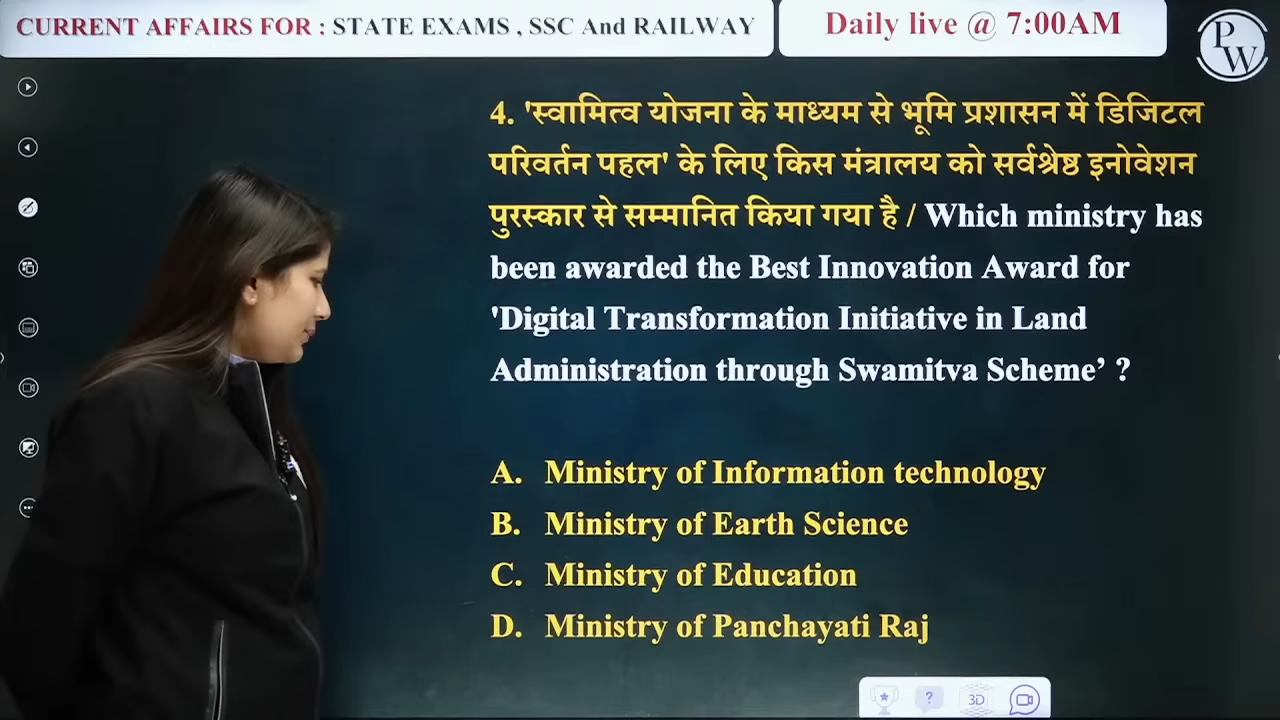 CURRENT AFFAIRS FOR : STATE EXAMS , SSC And RAILWAY
Daily live @ 7:00AM
PW
4. 'स्वामित्व योजना के माध्यम से भूमि प्रशासन में डिजिटल
परिवर्तन पहल' के लिए किस मंत्रालय को सर्वश्रेष्ठ इनोवेशन
पुरस्कार से सम्मानित किया गया है / Which ministry has
been awarded the Best Innovation Award for
'Digital Transformation Initiative in Land
Administration through Swamitva Scheme’ ?
A. Ministry of Information technology
B. Ministry of Earth Science
C. Ministry of Education
D. Ministry of Panchayati Raj
? 3D